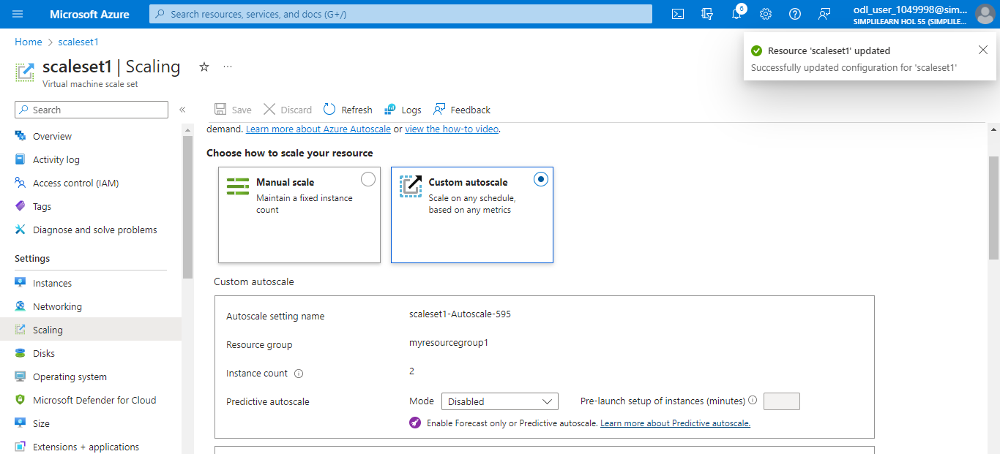 Microsoft Azure
Search resources, services, and docs (G+/)
6
odl_user_1049998@sim...
SIMPLILEARN HOL 55 (SIMPLILE...
Home > scaleset1
Resource 'scaleset1' updated
Successfully updated configuration for 'scaleset1'
scaleset1 | Scaling
Virtual machine scale set
Search
Save
Discard
Refresh
Logs
Feedback
Overview
Activity log
Access control (IAM)
Tags
Diagnose and solve problems
Settings
Instances
Networking
Scaling
Disks
Operating system
Microsoft Defender for Cloud
Size
Extensions + applications
demand. Learn more about Azure Autoscale or view the how-to video.
Choose how to scale your resource
Manual scale
Maintain a fixed instance
count
Custom autoscale
Scale on any schedule,
based on any metrics
Custom autoscale
Autoscale setting name
scaleset1-Autoscale-595
Resource group
myresourcegroup1
Instance count
2
Predictive autoscale
Mode
Disabled
Pre-launch setup of instances (minutes)
Enable Forecast only or Predictive autoscale. Learn more about Predictive autoscale.